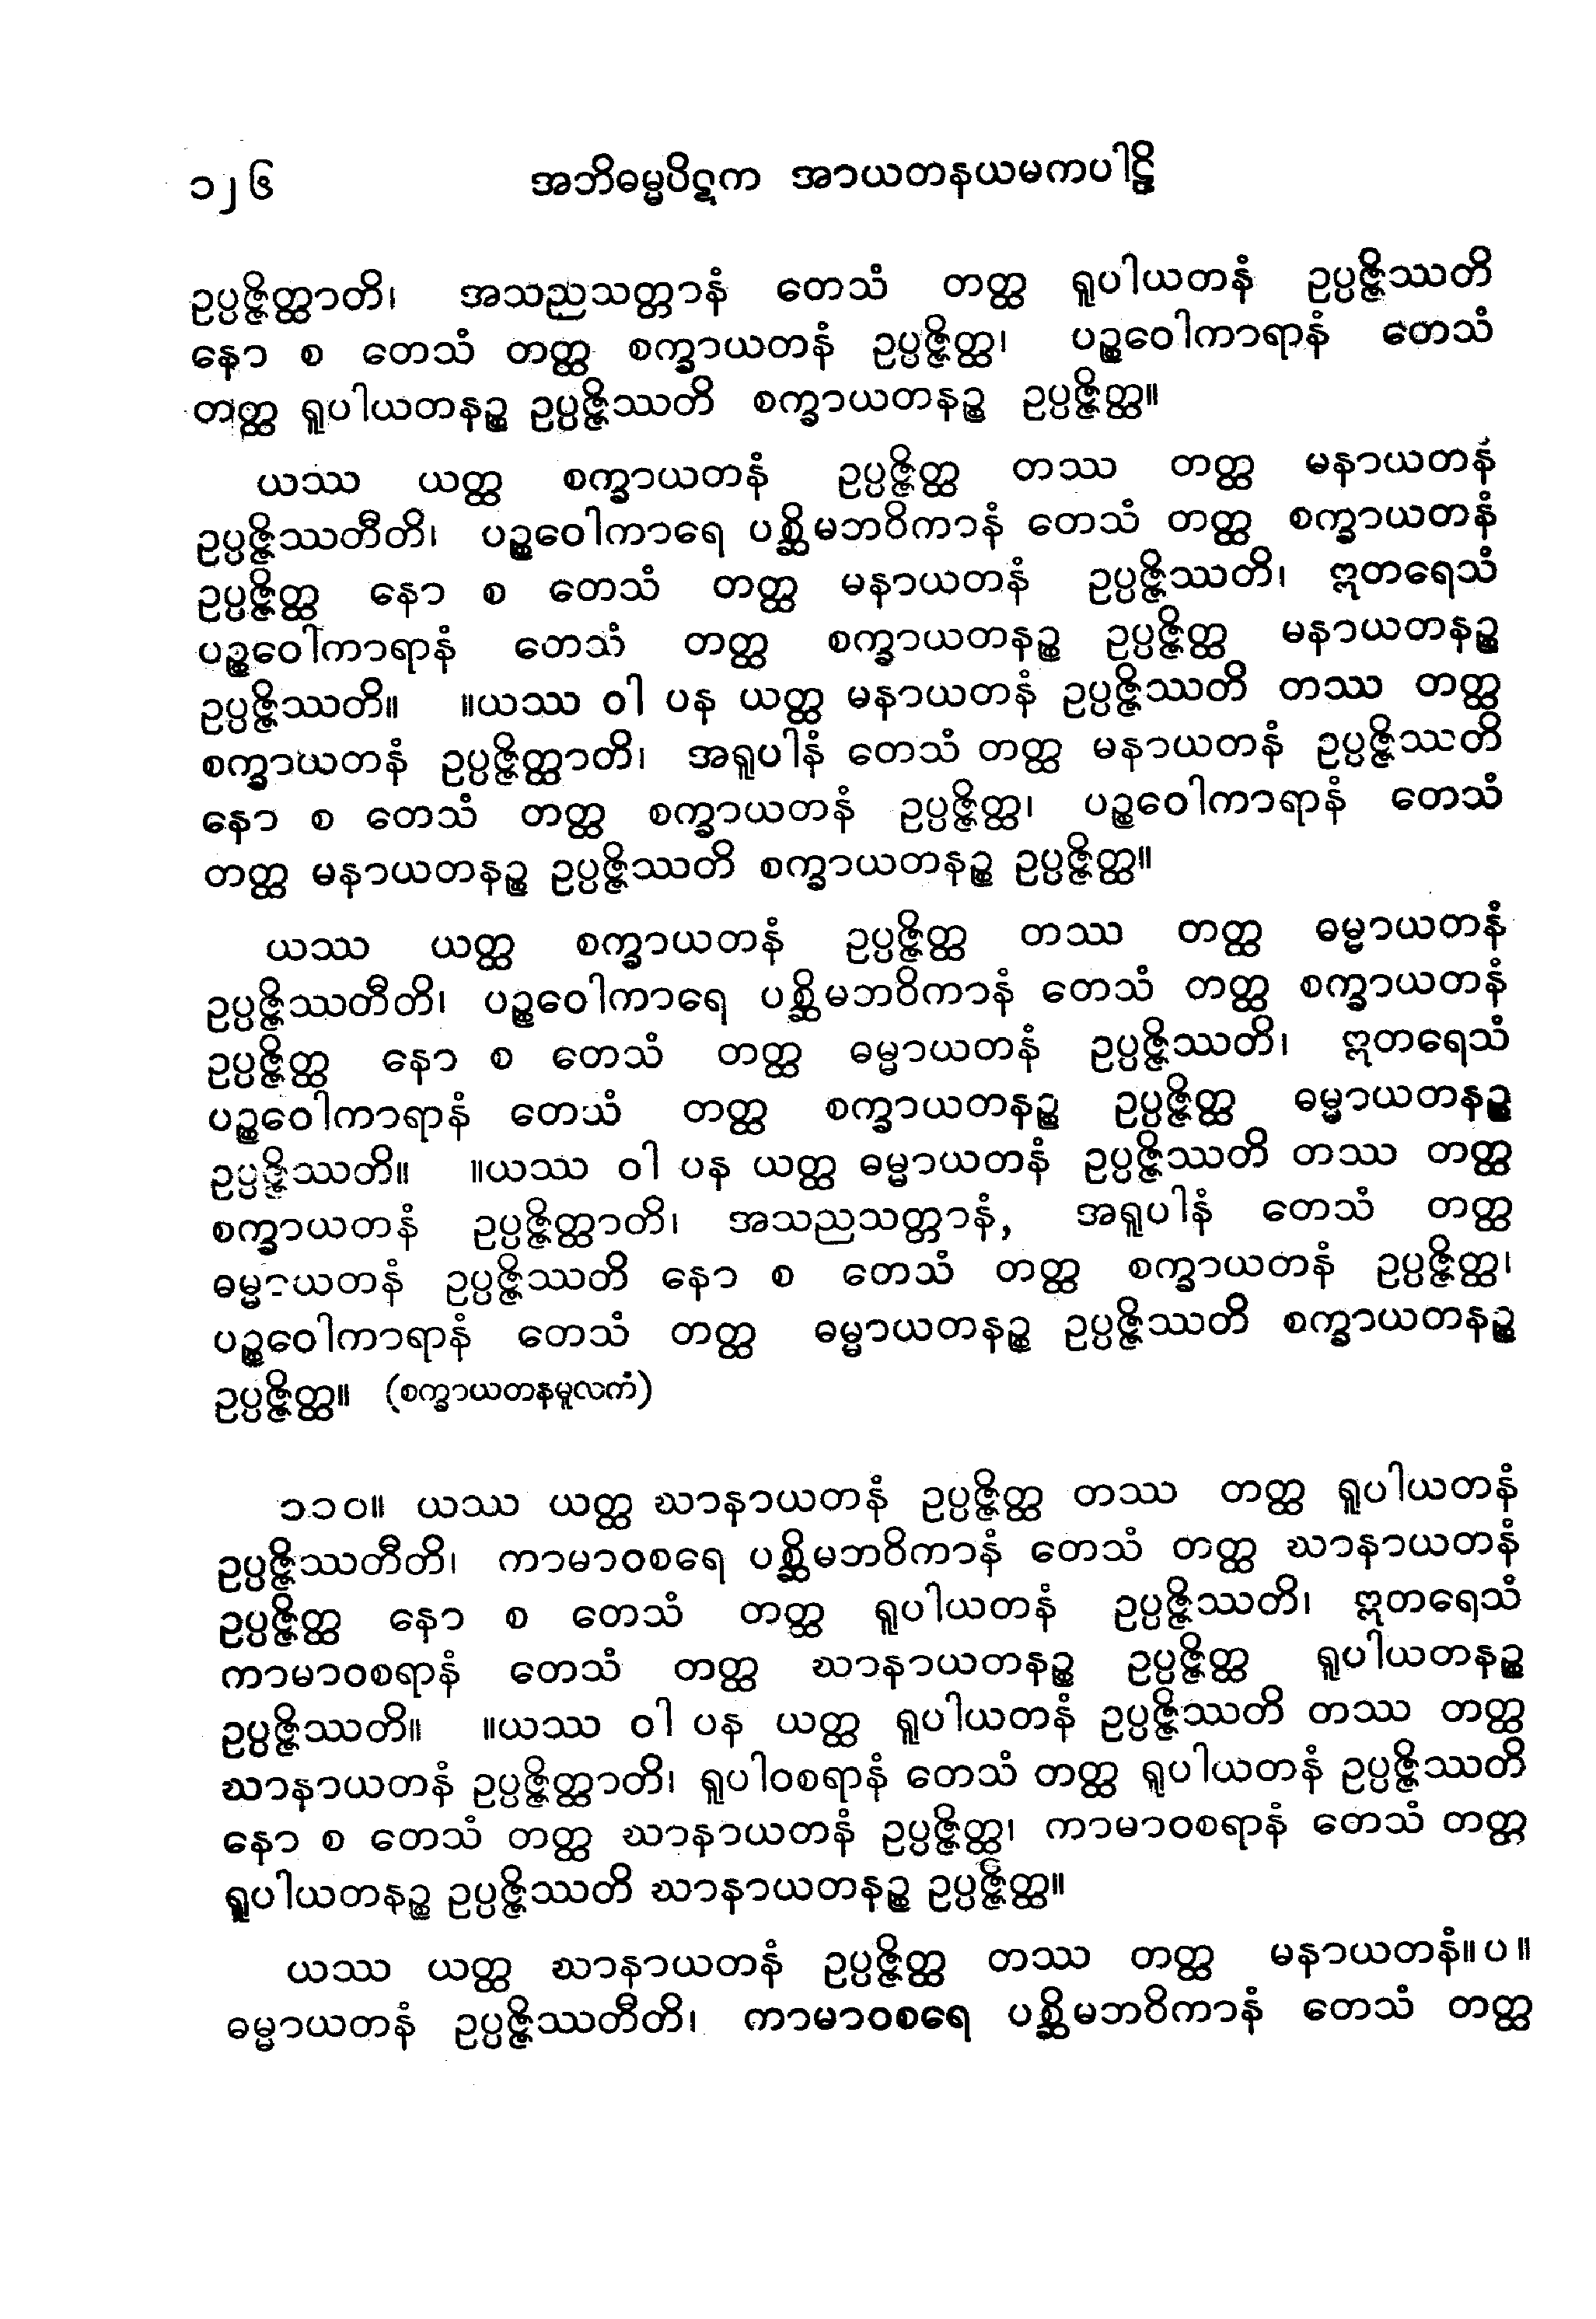 ၁၂၆ အဘိဓမ္မပိဋက အာယတနယမကပါဠိ
ဥပ္ပဇ္ဇိတ္ထာတိ၊ အသညသတ္တာနံ တေသံ တတ္ထ ရူပါယတနံ ဥပ္ပဇ္ဇိဿတိ
နော စ တေသံ တတ္ထ စက္ခာယတနံ ဥပ္ပဇ္ဇိတ္ထ၊ ပဉ္စဝေါကာရာနံ တေသံ
တတ္ထ ရူပါယတနဉ္စ ဥပ္ပဇ္ဇိဿတိ စက္ခာယတနဉ္စ ဥပ္ပဇ္ဇိတ္ထ။
ယဿ ယတ္ထ စက္ခာယတနံ ဥပ္ပဇ္ဇိတ္ထ တဿ တတ္ထ မနာယတနံ
ဥပ္ပဇ္ဇိဿတီတိ၊ ပဉ္စဝေါကာရေ ပစ္ဆိမဘဝိကာနံ တေသံ တတ္ထ စက္ခာယတနံ
ဥပ္ပဇ္ဇိတ္ထ နော စ တေသံ တတ္ထ မနာယတနံ ဥပ္ပဇ္ဇိဿတိ၊ ဣတရေသံ
ပဉ္စဝေါကာရာနံ တေသံ တတ္ထ စက္ခာယတနဉ္စ ဥပ္ပဇ္ဇိတ္ထ မနာယတနဉ္စ
ဥပ္ပဇ္ဇိဿတိ။ ။ယဿ ဝါ ပန ယတ္ထ မနာယတနံ ဥပ္ပဇ္ဇိဿတိ တဿ တတ္ထ
စက္ခာယတနံ ဥပ္ပဇ္ဇိတ္ထာတိ၊ အရူပါနံ တေသံ တတ္ထ မနာယတနံ ဥပ္ပဇ္ဇိဿတိ
နော စ တေသံ တတ္ထ စက္ခာယတနံ ဥပ္ပဇ္ဇိတ္ထ၊ ပဉ္စဝေါကာရာနံ တေသံ
တတ္ထ မနာယတနဉ္စ ဥပ္ပဇ္ဇိဿတိ စက္ခာယတနဉ္စ ဥပ္ပဇ္ဇိတ္ထ။
ယဿ ယတ္ထ စက္ခာယတနံ ဥပ္ပဇ္ဇိတ္ထ တဿ တတ္ထ ဓမ္မာယတနံ
ဥပ္ပဇ္ဇိဿတီတိ၊ ပဉ္စဝေါကာရေ ပစ္ဆိမဘဝိကာနံ တေသံ တတ္ထ စက္ခာယတနံ
ဥပ္ပဇ္ဇိတ္ထ နော စ တေသံ တတ္ထ ဓမ္မာယတနံ ဥပ္ပဇ္ဇိဿတိ၊ ဣတရေသံ
ပဉ္စဝေါကာရာနံ တေသံ တတ္ထ စက္ခာယတနဉ္စ ဥပ္ပဇ္ဇိတ္ထ ဓမ္မာယတနဉ္စ
ဥပ္ပဇ္ဇိဿတိ။ ။ယဿ ဝါ ပန ယတ္ထ ဓမ္မာယတနံ ဥပ္ပဇ္ဇိဿတိ တဿ တတ္ထ
စက္ခာယတနံ ဥပ္ပဇ္ဇိတ္ထာတိ၊ အသညသတ္တာနံ, အရူပါနံ တေသံ တတ္ထ
ဓမ္မာယတနံ ဥပ္ပဇ္ဇိဿတိ နော စ တေသံ တတ္ထ စက္ခာယတနံ ဥပ္ပဇ္ဇိတ္ထ၊
ပဉ္စဝေါကာရာနံ တေသံ တတ္ထ ဓမ္မာယတနဉ္စ ဥပ္ပဇ္ဇိဿတိ စက္ခာယတနဉ္စ
ဥပ္ပဇ္ဇိတ္ထ။ (စက္ခာယတနမူလကံ)
၁၁၀။ ယဿ ယတ္ထ ဃာနာယတနံ ဥပ္ပဇ္ဇိတ္ထ တဿ တတ္ထ ရူပါယတနံ
ဥပ္ပဇ္ဇိဿတီတိ၊ ကာမာဝစရေ ပစ္ဆိမဘဝိကာနံ တေသံ တတ္ထ ဃာနာယတနံ
ဥပ္ပဇ္ဇိတ္ထ နော စ တေသံ တတ္ထ ရူပါယတနံ ဥပ္ပဇ္ဇိဿတိ၊ ဣတရေသံ
ကာမာဝစရာနံ တေသံ တတ္ထ ဃာနာယတနဉ္စ ဥပ္ပဇ္ဇိတ္ထ ရူပါယတနဉ္စ
ဥပ္ပဇ္ဇိဿတိ။ ။ယဿ ဝါ ပန ယတ္ထ ရူပါယတနံ ဥပ္ပဇ္ဇိဿတိ တဿ တတ္ထ
ဃာနာယတနံ ဥပ္ပဇ္ဇိတ္ထာတိ၊ ရူပါဝစရာနံ တေသံ တတ္ထ ရူပါယတနံ ဥပ္ပဇ္ဇိဿတိ
နော စ တေသံ တတ္ထ ဃာနာယတနံ ဥပ္ပဇ္ဇိတ္ထ၊ ကာမာဝစရာနံ တေသံ တတ္ထ
ရူပါယတနဉ္စ ဥပ္ပဇ္ဇိဿတိ ဃာနာယတနဉ္စ ဥပ္ပဇ္ဇိတ္ထ။
ယဿ ယတ္ထ ဃာနာယတနံ ဥပ္ပဇ္ဇိတ္ထ တဿ တတ္ထ မနာယတနံ။ပ။
ဓမ္မာယတနံ ဥပ္ပဇ္ဇိဿတီတိ၊ ကာမာဝစရေ ပစ္ဆိမဘဝိကာနံ တေသံ တတ္ထ